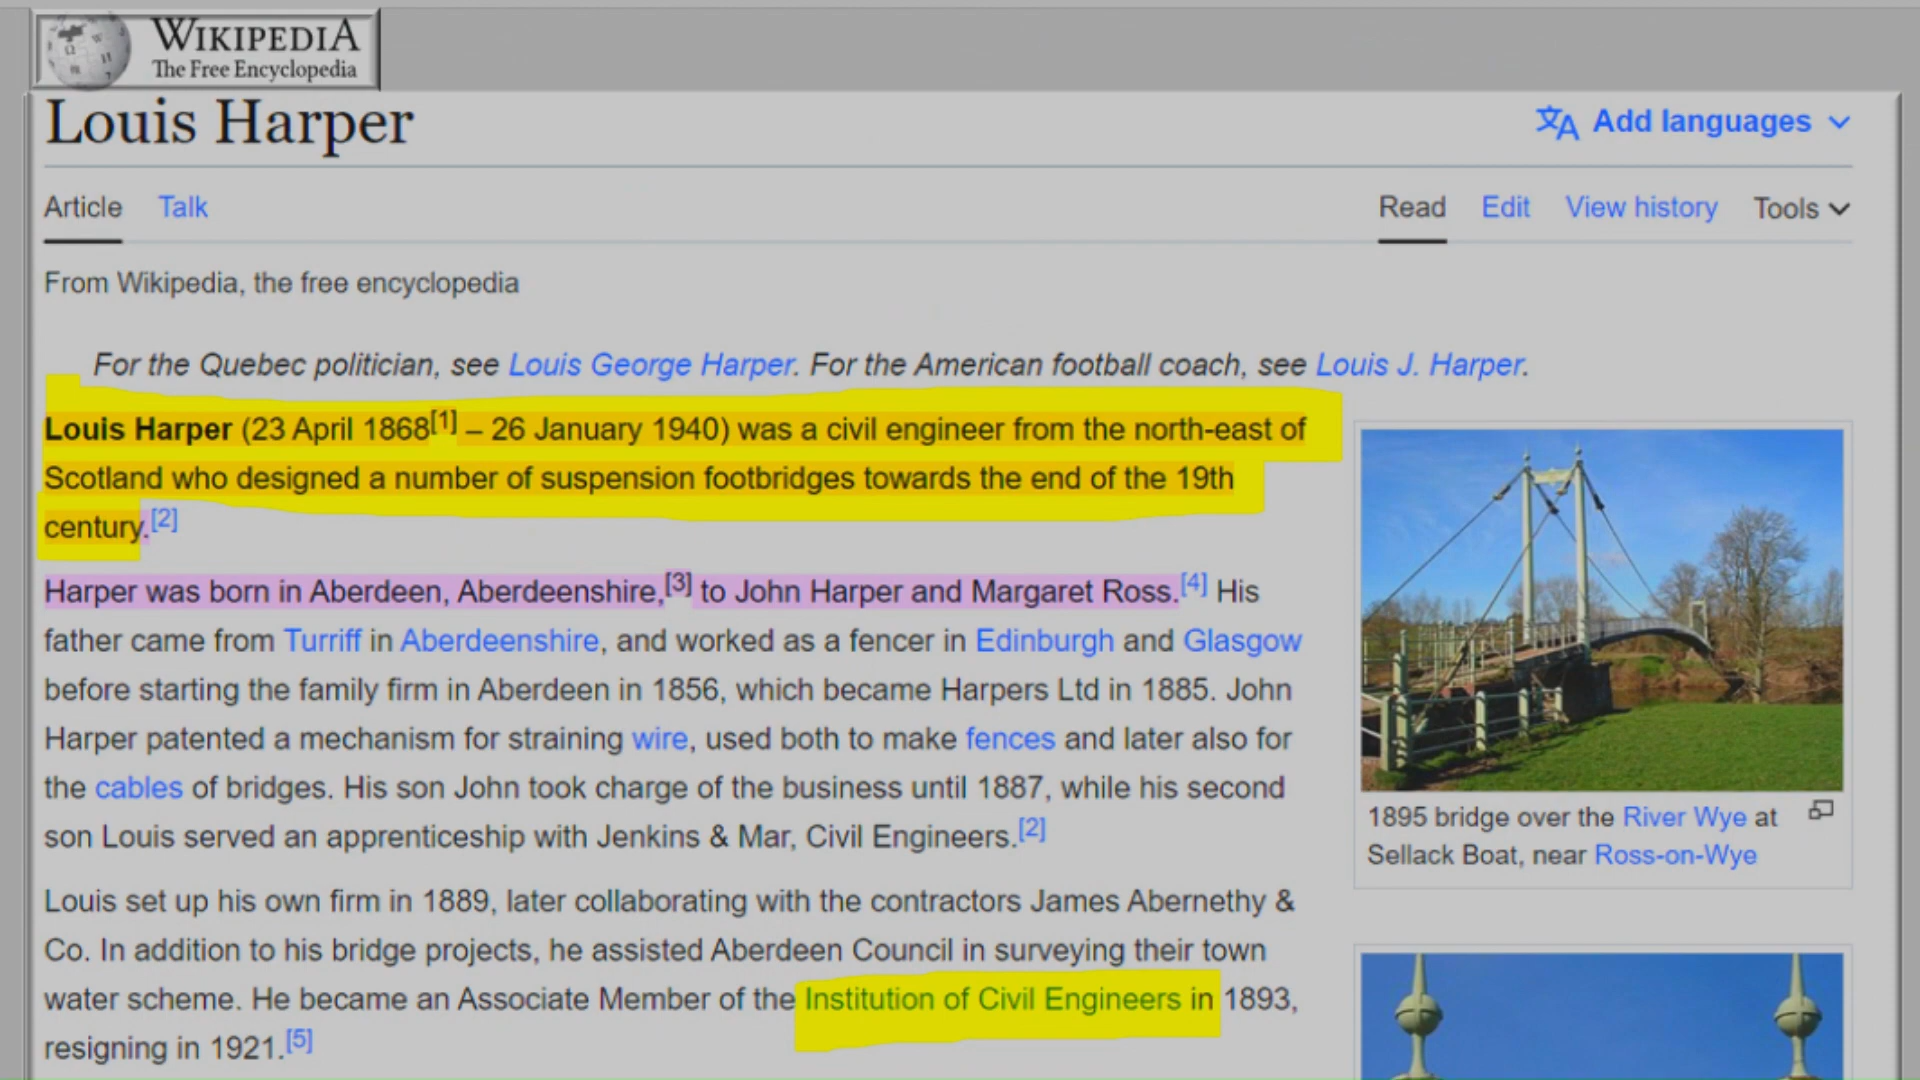 WIKIPEDIA
The Free Encyclopedia
Louis Harper
Add languages
Article Talk
Read Edit View history Tools
From Wikipedia, the free encyclopedia
For the Quebec politician, see Louis George Harper. For the American football coach, see Louis J. Harper.
Louis Harper (23 April 1868[1] – 26 January 1940) was a civil engineer from the north-east of
Scotland who designed a number of suspension footbridges towards the end of the 19th
century.[2]
Harper was born in Aberdeen, Aberdeenshire,[3] to John Harper and Margaret Ross.[4] His
father came from Turriff in Aberdeenshire, and worked as a fencer in Edinburgh and Glasgow
before starting the family firm in Aberdeen in 1856, which became Harpers Ltd in 1885. John
Harper patented a mechanism for straining wire, used both to make fences and later also for
the cables of bridges. His son John took charge of the business until 1887, while his second
son Louis served an apprenticeship with Jenkins & Mar, Civil Engineers.[2]
Louis set up his own firm in 1889, later collaborating with the contractors James Abernethy &
Co. In addition to his bridge projects, he assisted Aberdeen Council in surveying their town
water scheme. He became an Associate Member of the Institution of Civil Engineers in 1893,
resigning in 1921.[5]
1895 bridge over the River Wye at
Sellack Boat, near Ross-on-Wye